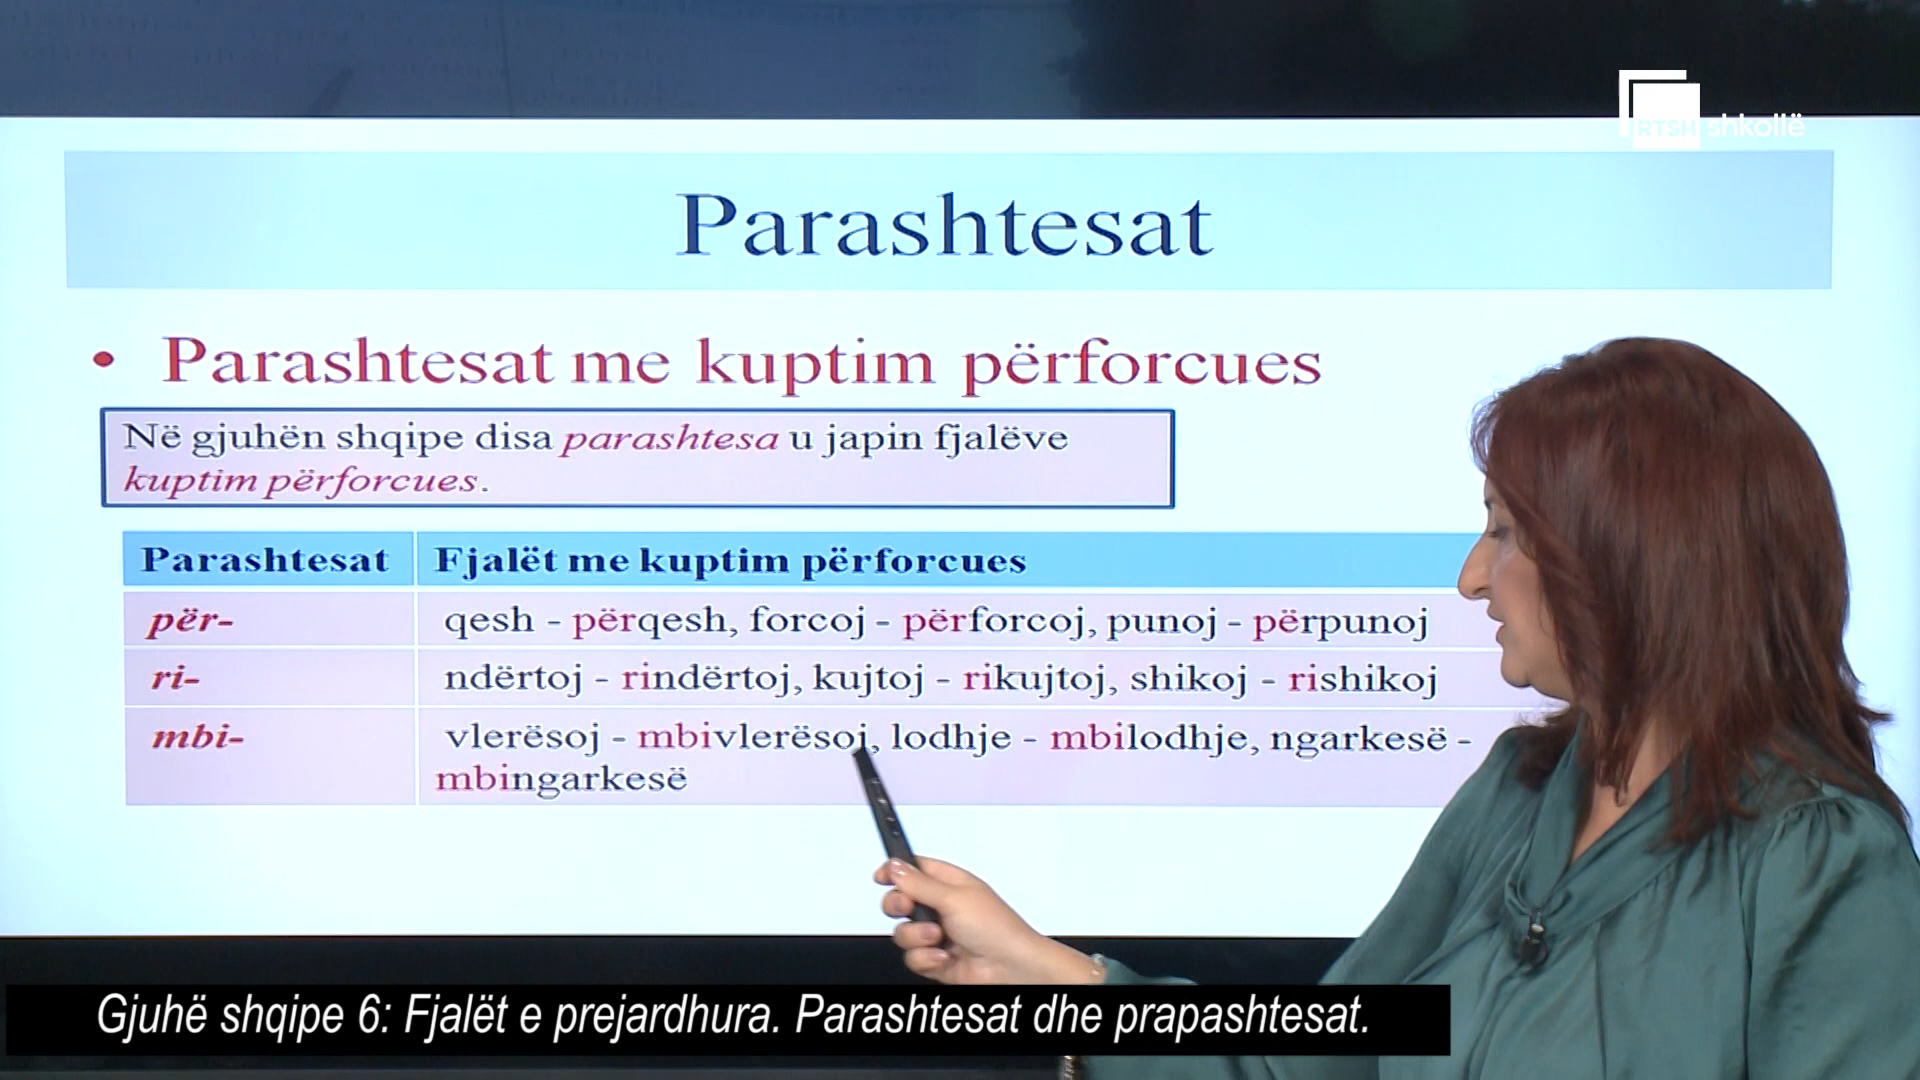 RTSH shkollë
Parashtesat
• Parashtesat me kuptim përforcues
Në gjuhën shqipe disa parashtesa u japin fjalëve
kuptim përforcues.
Parashtesat Fjalët me kuptim përforcues
për- qesh - përqesh, forcoj - përforcoj, punoj - përpunoj
ri- ndërtoj - rindërtoj, kujtoj - rikujtoj, shikoj - rishikoj
mbi- vlerësoj - mbivlerësoj, lodhje - mbilodhje, ngarkesë -
mbingarkesë
Gjuhë shqipe 6: Fjalët e prejardhura. Parashtesat dhe prapashtesat.